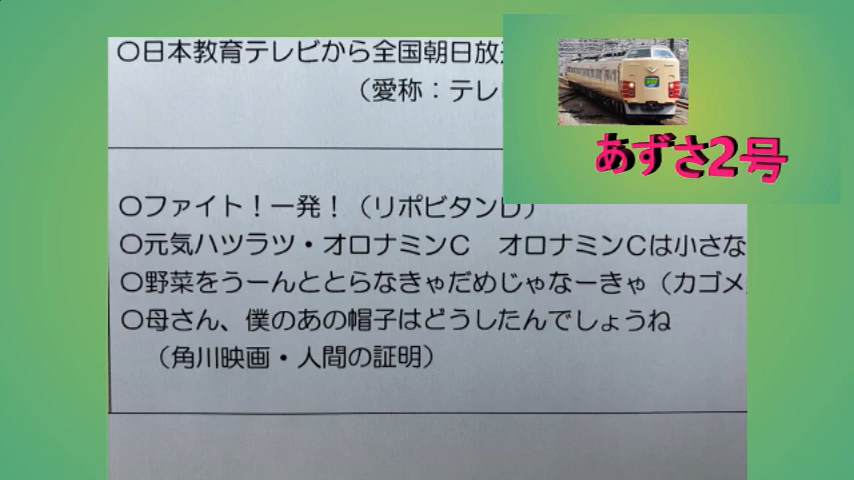 〇日本教育テレビから全国朝日放
(愛称:テレ
あずさ2号
〇ファイト!一発!(リポビタンD)
〇元気ハツラツ・オロナミンC オロナミンCは小さな
〇野菜をうーんととらなきゃだめじゃなーきゃ(カゴメ
〇母さん、僕のあの帽子はどうしたんでしょうね
(角川映画・人間の証明)